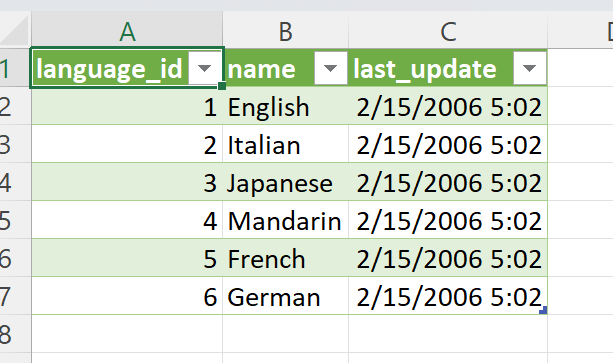 A B C
1 language_id name last_update
2 1 English 2/15/2006 5:02
3 2 Italian 2/15/2006 5:02
4 3 Japanese 2/15/2006 5:02
5 4 Mandarin 2/15/2006 5:02
6 5 French 2/15/2006 5:02
7 6 German 2/15/2006 5:02
8